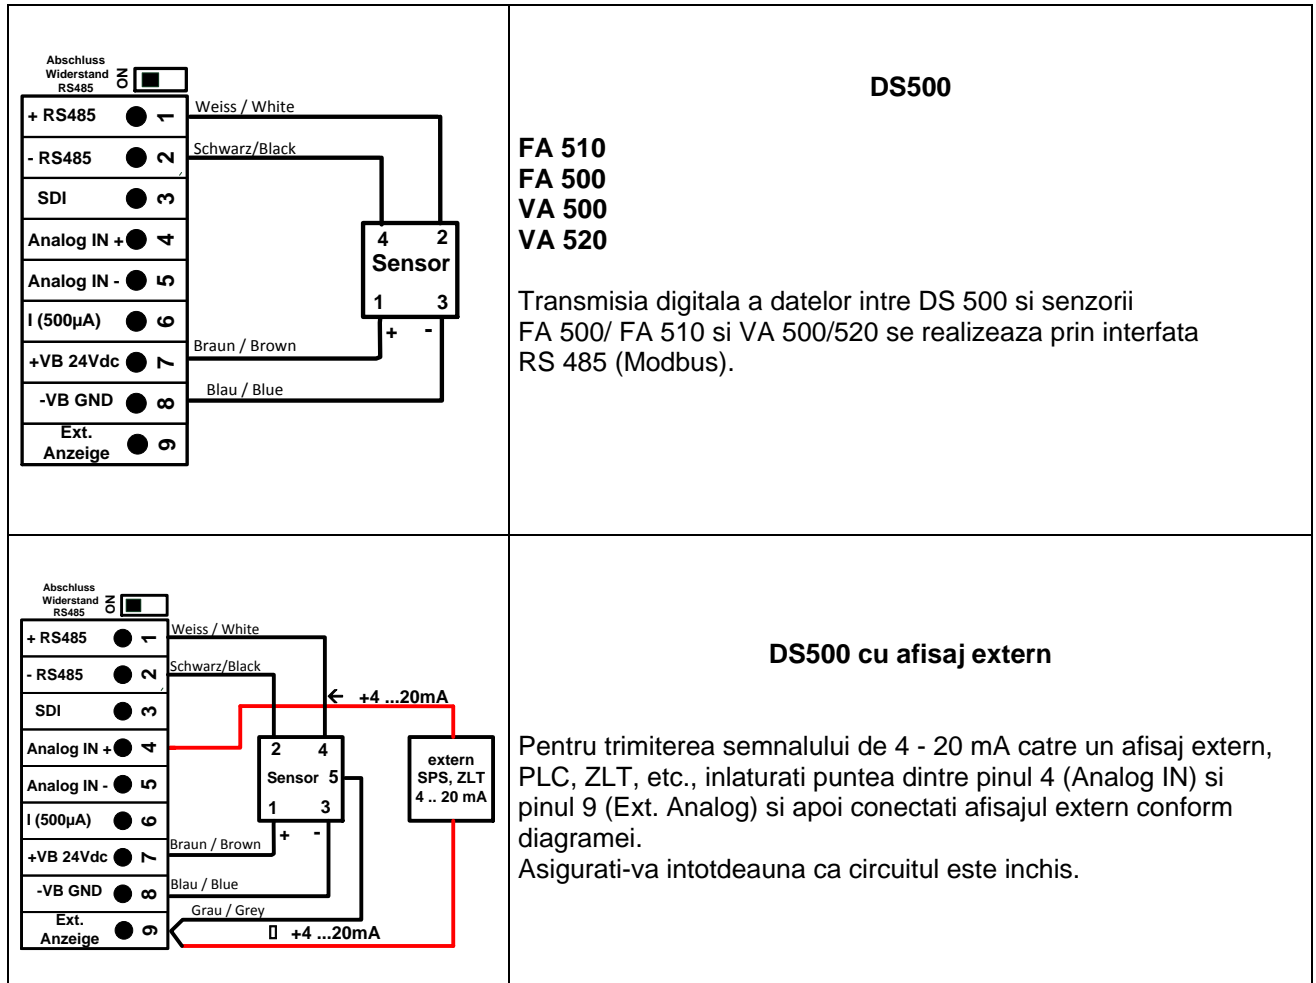 Abschluss
Widerstand
RS485
ON
+ RS485 1
- RS485 2
SDI 3
Analog IN + 4
Analog IN - 5
I (500µA) 6
+VB 24Vdc 7
-VB GND 8
Ext.
Anzeige 9
Weiss / White
Schwarz/Black
4 2
Sensor
1 3
+ -
Braun / Brown
Blau / Blue
DS500
FA 510
FA 500
VA 500
VA 520
Transmisia digitala a datelor intre DS 500 si senzorii
FA 500/ FA 510 si VA 500/520 se realizeaza prin interfata
RS 485 (Modbus).
Abschluss
Widerstand
RS485
ON
+ RS485 1
- RS485 2
SDI 3
Analog IN + 4
Analog IN - 5
I (500µA) 6
+VB 24Vdc 7
-VB GND 8
Ext.
Anzeige 9
Weiss / White
Schwarz/Black
+4 ...20mA
2 4
Sensor 5
1 3
+ -
extern
SPS, ZLT
4 .. 20 mA
Braun / Brown
Blau / Blue
Grau / Grey
+4 ...20mA
DS500 cu afisaj extern
Pentru trimiterea semnalului de 4 - 20 mA catre un afisaj extern,
PLC, ZLT, etc., inlaturati puntea dintre pinul 4 (Analog IN) si
pinul 9 (Ext. Analog) si apoi conectati afisajul extern conform
diagramei.
Asigurati-va intotdeauna ca circuitul este inchis.